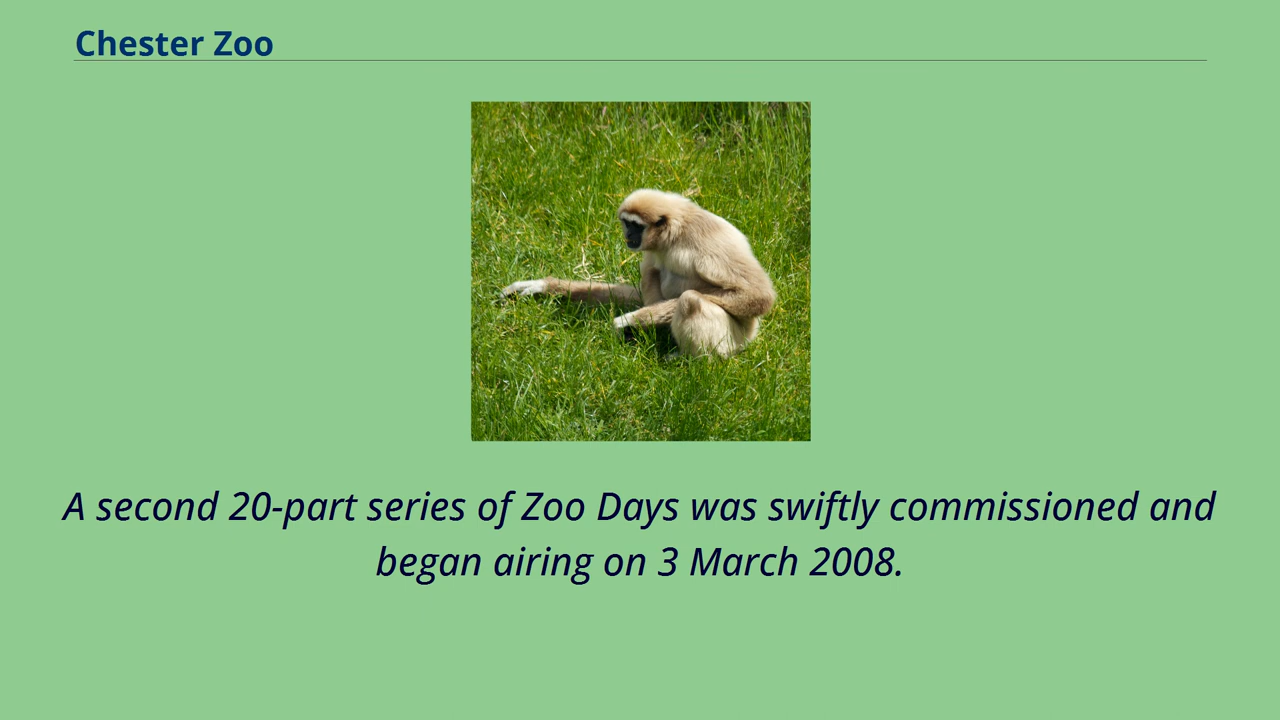 Chester Zoo
A second 20-part series of Zoo Days was swiftly commissioned and
began airing on 3 March 2008.